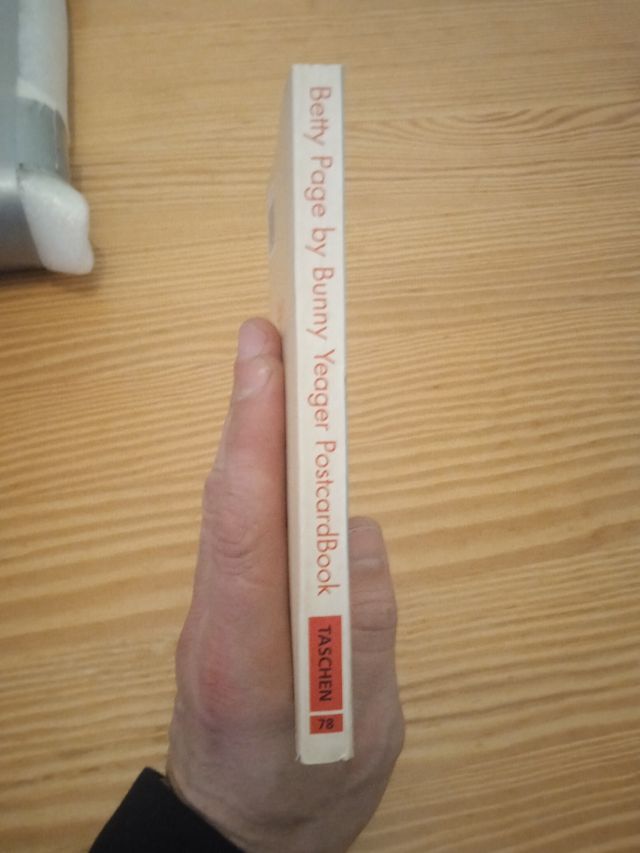 Betty Page by Bunny Yeager PostcardBook
TASCHEN
78